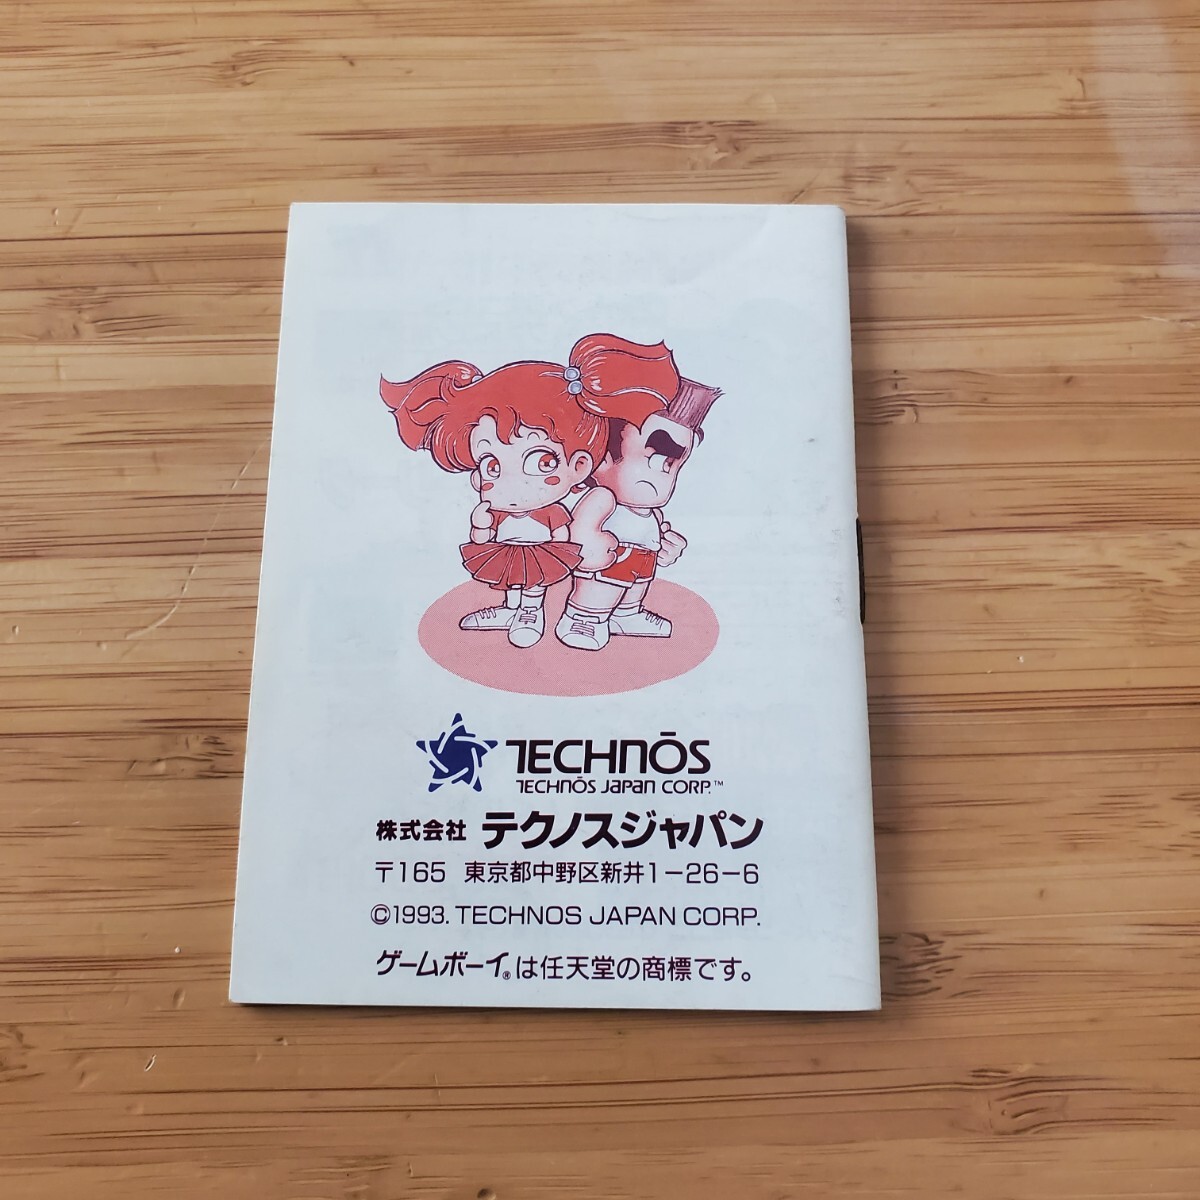 TECHNŌS
TECHNŌS JAPAN CORP.™
株式会社 テクノスジャパン
〒165 東京都中野区新井1-26-6
©1993. TECHNOS JAPAN CORP.
ゲームボーイ®は任天堂の商標です。